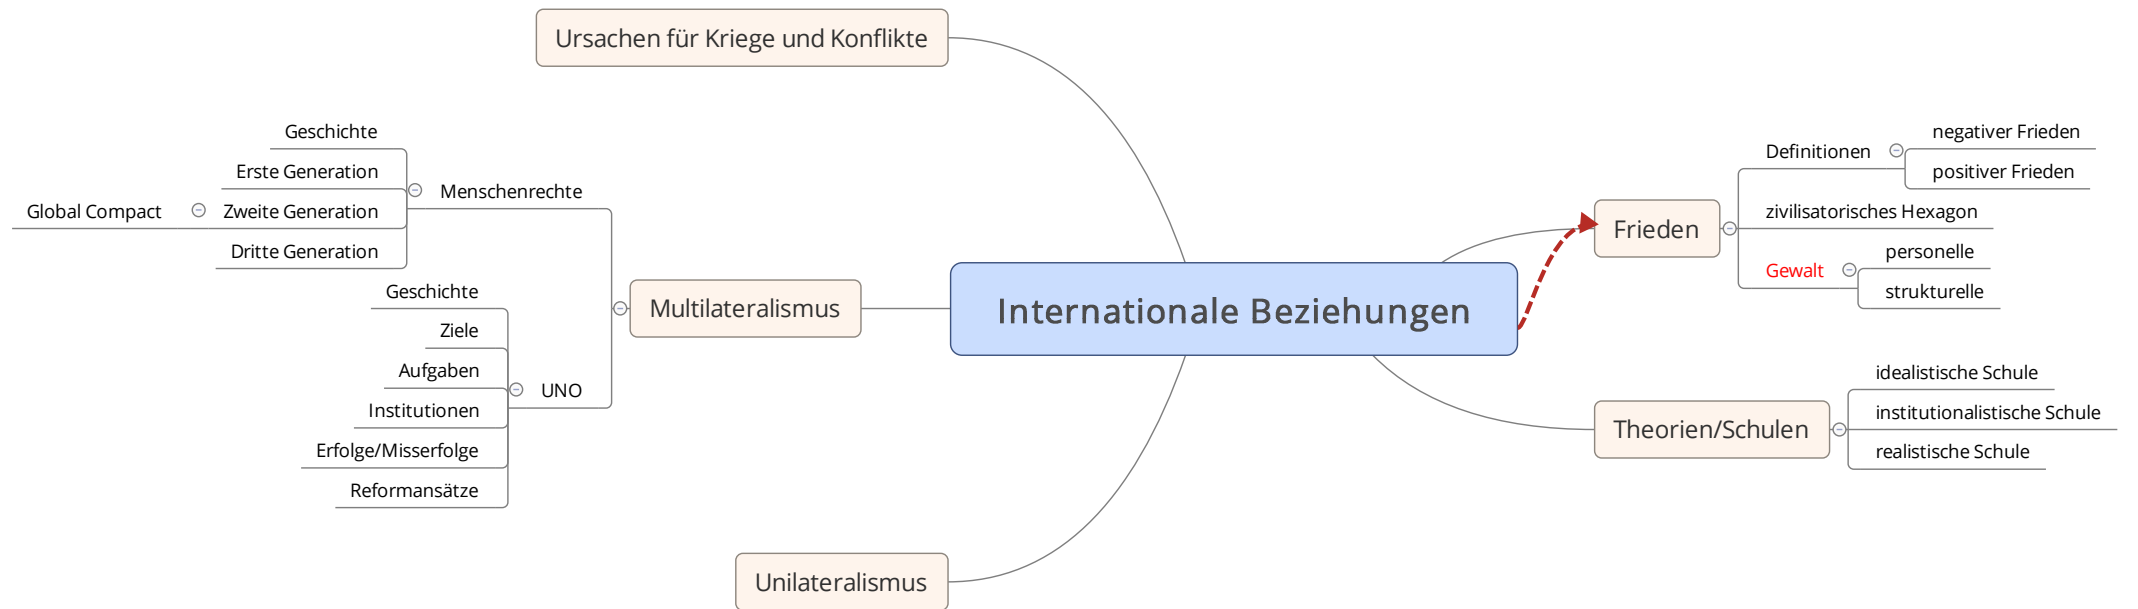 Ursachen für Kriege und Konflikte
Geschichte
Erste Generation
Global Compact
Zweite Generation
Dritte Generation
Menschenrechte
Geschichte
Ziele
Aufgaben
Institutionen
Erfolge/Misserfolge
Reformansätze
UNO
Multilateralismus
Unilateralismus
Internationale Beziehungen
Frieden
Definitionen
negativer Frieden
positiver Frieden
zivilisatorisches Hexagon
Gewalt
personelle
strukturelle
Theorien/Schulen
idealistische Schule
institutionalistische Schule
realistische Schule